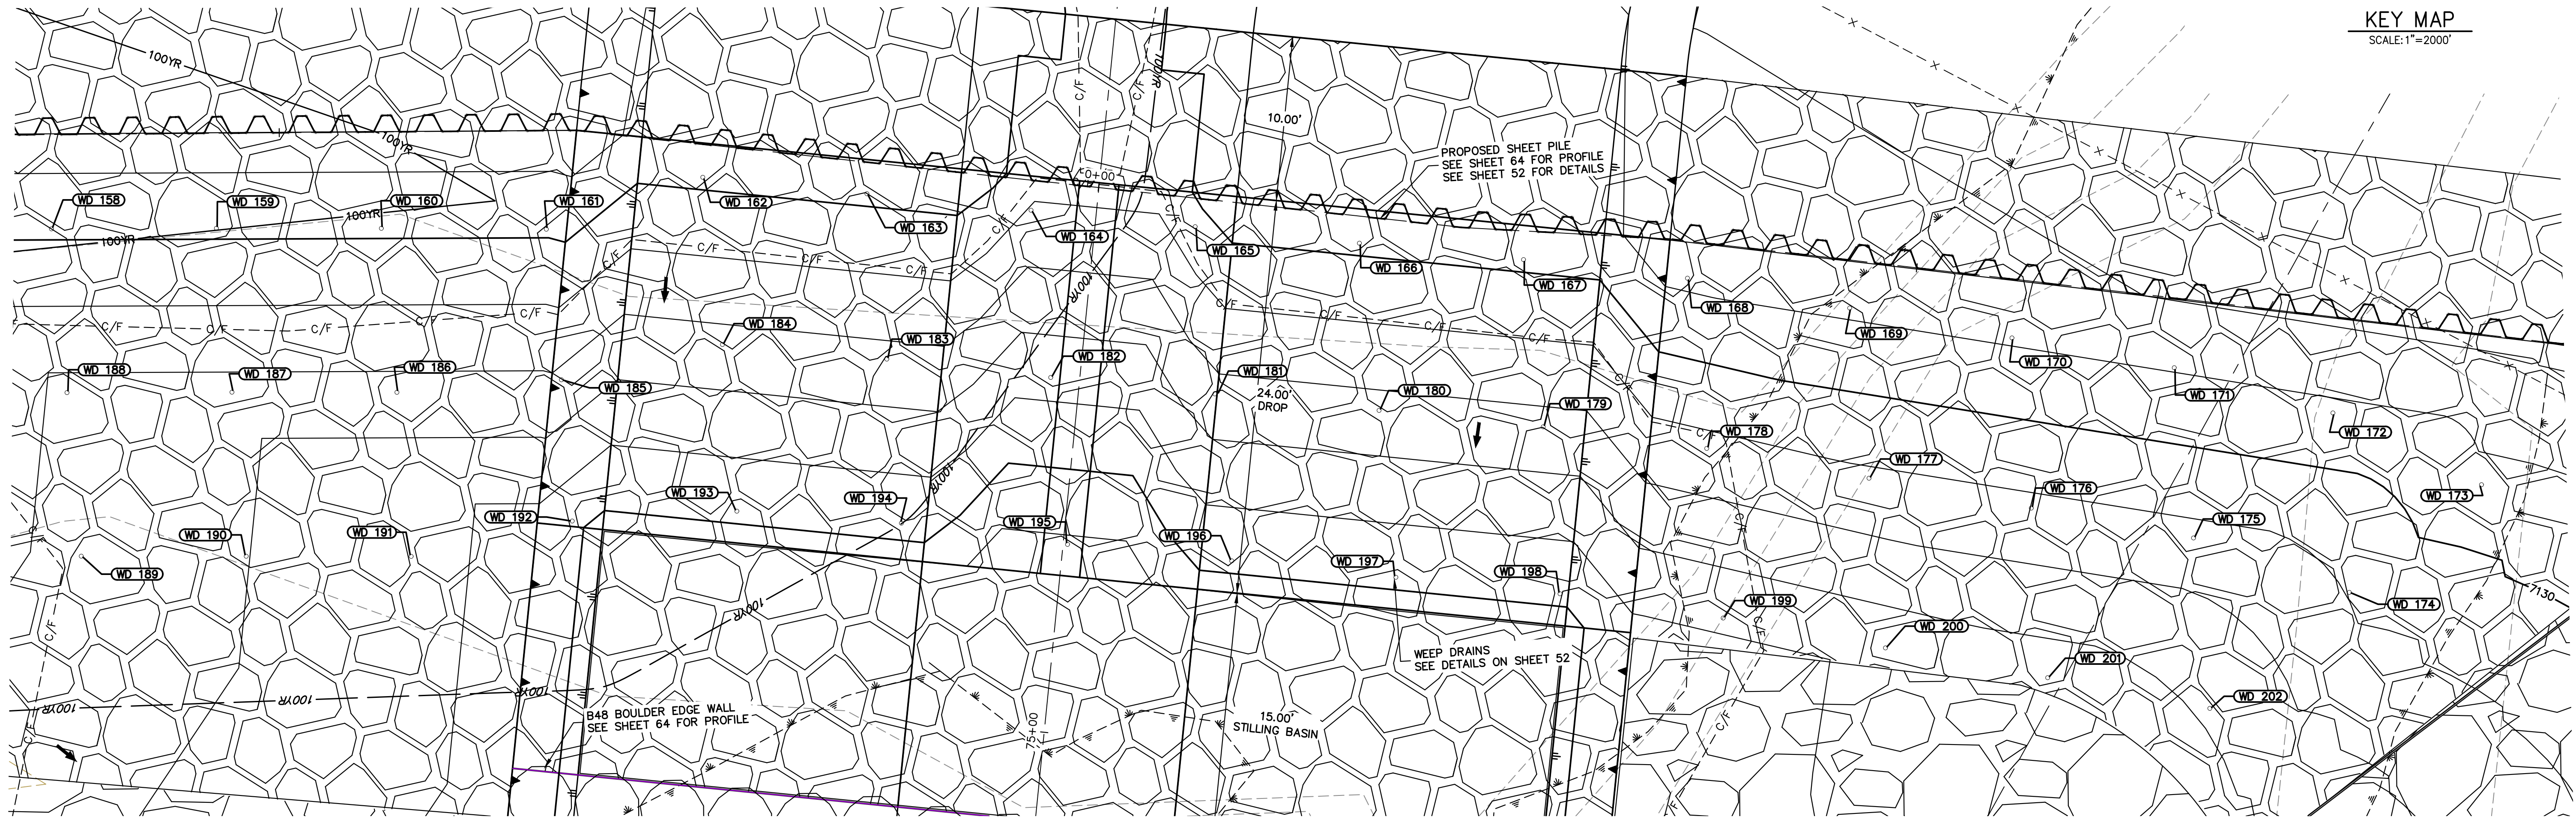 KEY MAP
SCALE:1"=2000'
100YR
C/F
C/F
100YR
10.00'
100YR
PROPOSED SHEET PILE
SEE SHEET 64 FOR PROFILE
SEE SHEET 52 FOR DETAILS
WD 158
WD 159
WD 160
WD 161
WD 162
WD 163
WD 164
WD 165
WD 166
WD 167
WD 168
WD 169
WD 170
WD 171
WD 172
WD 173
100YR
100YR
C/F
C/F
C/F
C/F
C/F
C/F
100YR
C/F
C/F
C/F
C/F
C/F
C/F
C/F
C/F
C/F
C/F
C/F
WD 188
WD 187
WD 186
WD 185
WD 184
WD 183
WD 182
WD 181
WD 180
WD 179
WD 178
WD 177
WD 176
WD 175
WD 174
24.00'
DROP
C/F
100YR
WD 189
WD 190
WD 191
WD 192
WD 193
WD 194
WD 195
WD 196
WD 197
WD 198
WD 199
WD 200
WD 201
WD 202
C/F
C/F
C/F
7130
100YR
WEEP DRAINS
SEE DETAILS ON SHEET 52
100YR
100YR
100YR
C/F
C/F
B48 BOULDER EDGE WALL
SEE SHEET 64 FOR PROFILE
75+00
15.00'
STILLING BASIN